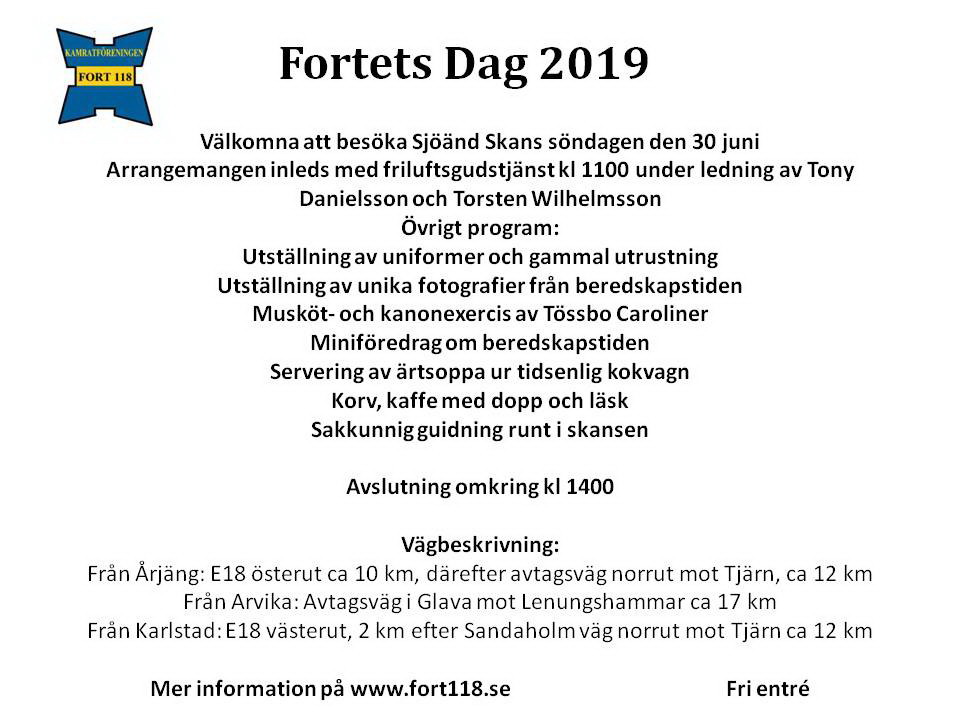 KAMRATFÖRENINGEN
FORT 118
Fortets Dag 2019
Välkomna att besöka Sjöänd Skans söndagen den 30 juni
Arrangemangen inleds med friluftsgudstjänst kl 1100 under ledning av Tony
Danielsson och Torsten Wilhelmsson
Övrigt program:
Utställning av uniformer och gammal utrustning
Utställning av unika fotografier från beredskapstiden
Musköt- och kanonexercis av Tössbo Caroliner
Miniföredrag om beredskapstiden
Servering av ärtsoppa ur tidsenlig kokvagn
Korv, kaffe med dopp och läsk
Sakkunnig guidning runt i skansen
Avslutning omkring kl 1400
Vägbeskrivning:
Från Årjäng: E18 österut ca 10 km, därefter avtagsväg norrut mot Tjärn, ca 12 km
Från Arvika: Avtagsväg i Glava mot Lenungshammar ca 17 km
Från Karlstad: E18 västerut, 2 km efter Sandaholm väg norrut mot Tjärn ca 12 km
Mer information på www.fort118.se Fri entré